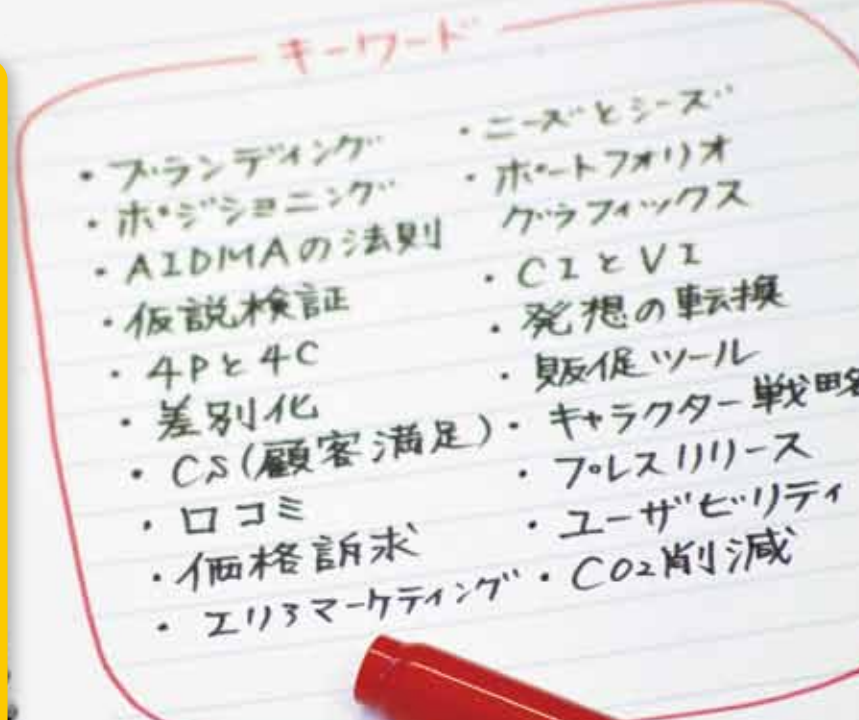 キーワード
・ブランディング
・ポジショニング
・AIDMAの法則
・仮説検証
・4Pと4C
・差別化
・CS(顧客満足)
・口コミ
・価格訴求
・エリアマーケティング
・ニーズとシーズ
・ポートフォリオ
グラフィックス
・CIとVI
・発想の転換
・販促ツール
・キャラクター戦略
・プレスリリース
・ユーザビリティ
・CO2削減